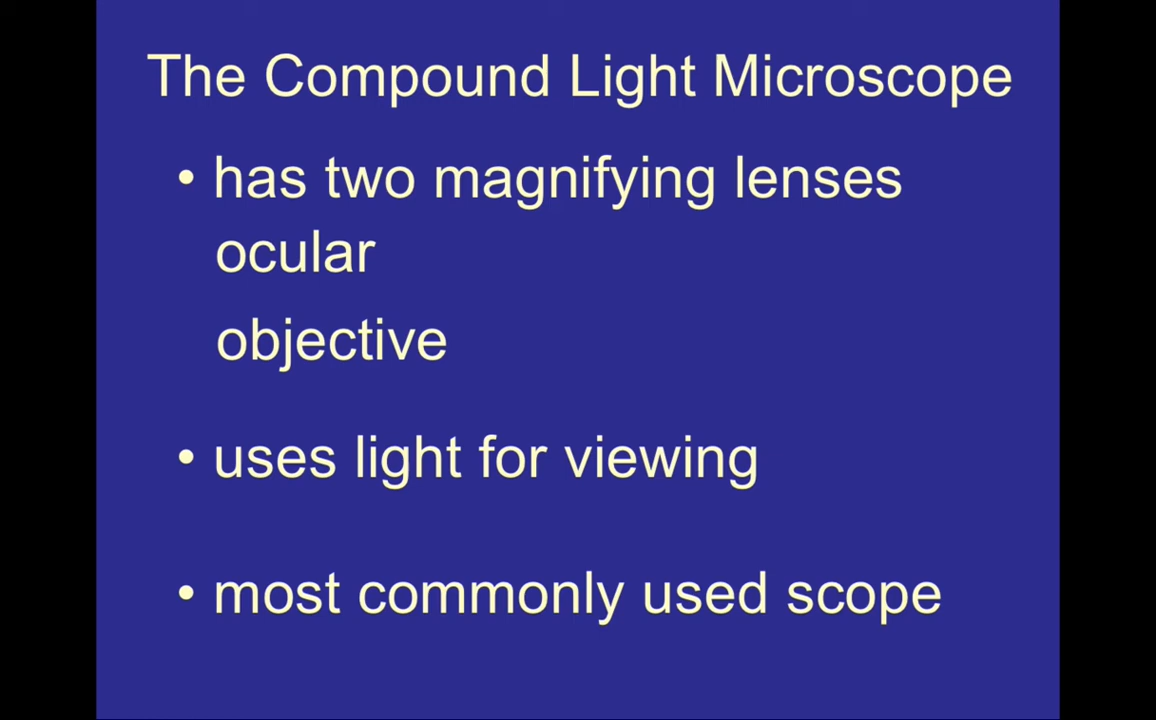 The Compound Light Microscope
• has two magnifying lenses
ocular
objective
• uses light for viewing
• most commonly used scope